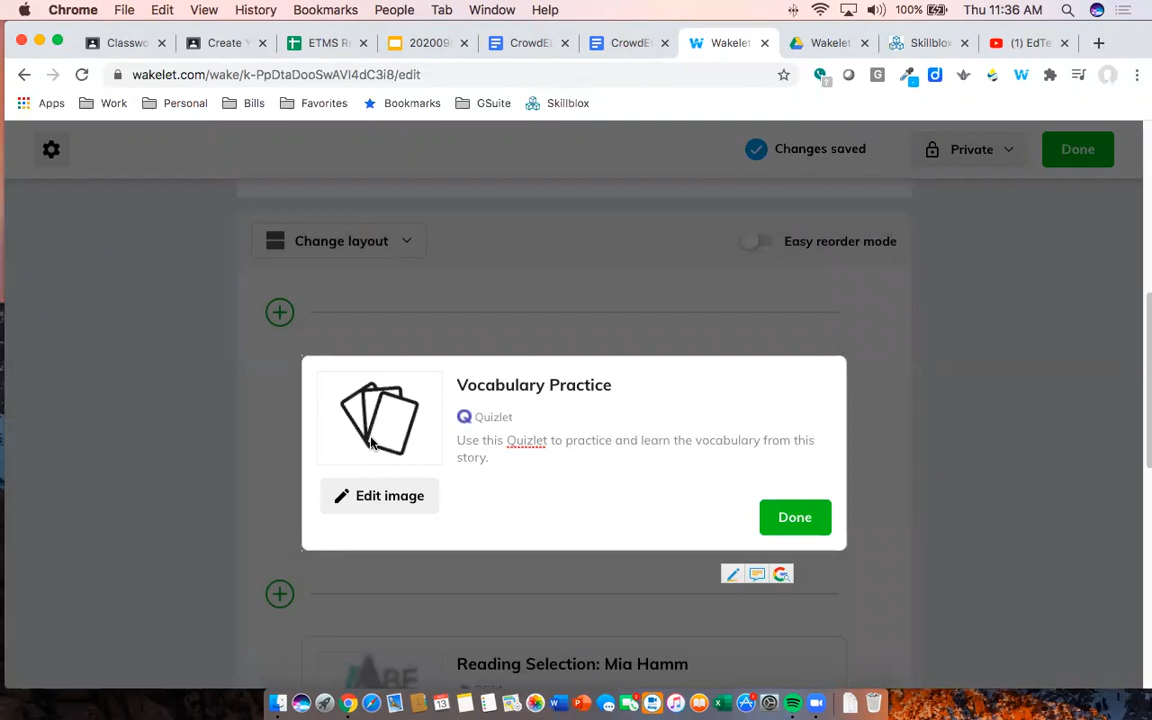 Chrome File Edit View History Bookmarks People Tab Window Help 100% Thu 11:36 AM
Classwo Create Y ETMS R 202009 CrowdE CrowdE Wakelet Wakelet Skillblox (1) EdTe
wakelet.com/wake/k-PpDtaDooSwAVl4dC3i8/edit
Apps Work Personal Bills Favorites Bookmarks GSuite Skillblox
Changes saved Private Done
Change layout Easy reorder mode
Vocabulary Practice
Quizlet
Use this Quizlet to practice and learn the vocabulary from this
story.
Edit image
Done
Reading Selection: Mia Hamm